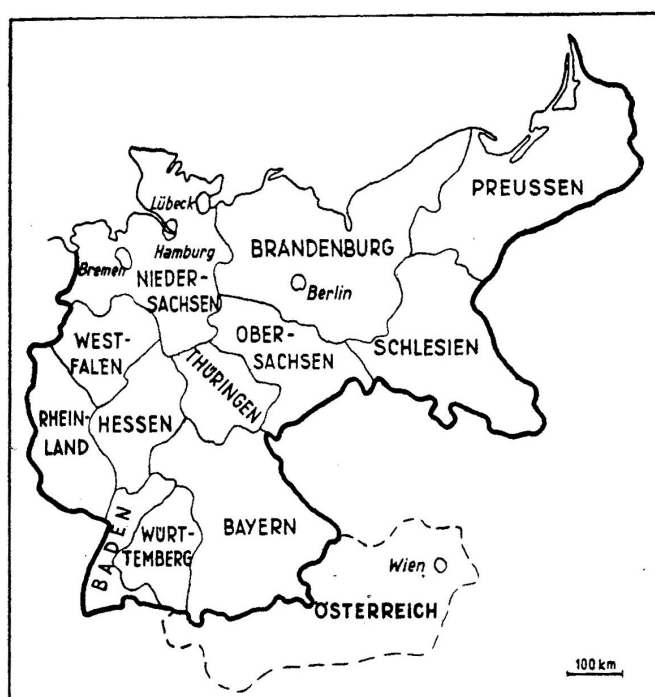 PREUSSEN
Lübeck
Hamburg
BRANDENBURG
Bremen
NIEDER-
SACHSEN
Berlin
WEST-
FALEN
OBER-
SACHSEN
SCHLESIEN
THÜRINGEN
RHEIN-
LAND
HESSEN
BADEN
WÜRT-
TEMBERG
BAYERN
Wien
ÖSTERREICH
100 km